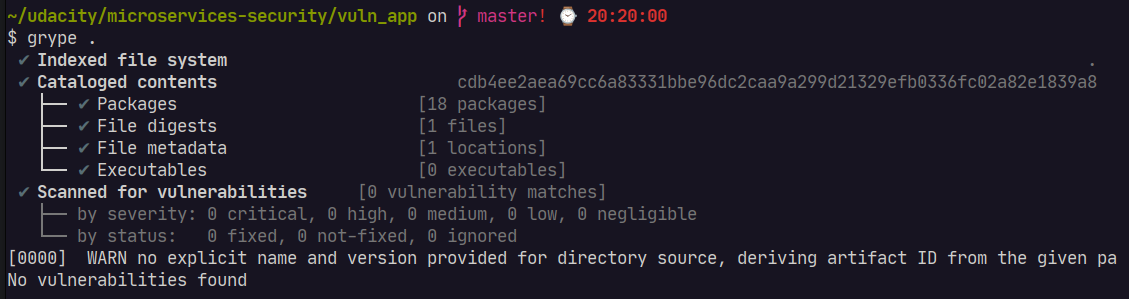 ~/udacity/microservices-security/vuln_app on master! ⌚ 20:20:00
$ grype .
✔ Indexed file system .
✔ Cataloged contents cdb4ee2aea69cc6a83331bbe96dc2caa9a299d21329efb0336fc02a82e1839a8
├── ✔ Packages [18 packages]
├── ✔ File digests [1 files]
├── ✔ File metadata [1 locations]
└── ✔ Executables [0 executables]
✔ Scanned for vulnerabilities [0 vulnerability matches]
├── by severity: 0 critical, 0 high, 0 medium, 0 low, 0 negligible
└── by status: 0 fixed, 0 not-fixed, 0 ignored
[0000] WARN no explicit name and version provided for directory source, deriving artifact ID from the given pa
No vulnerabilities found